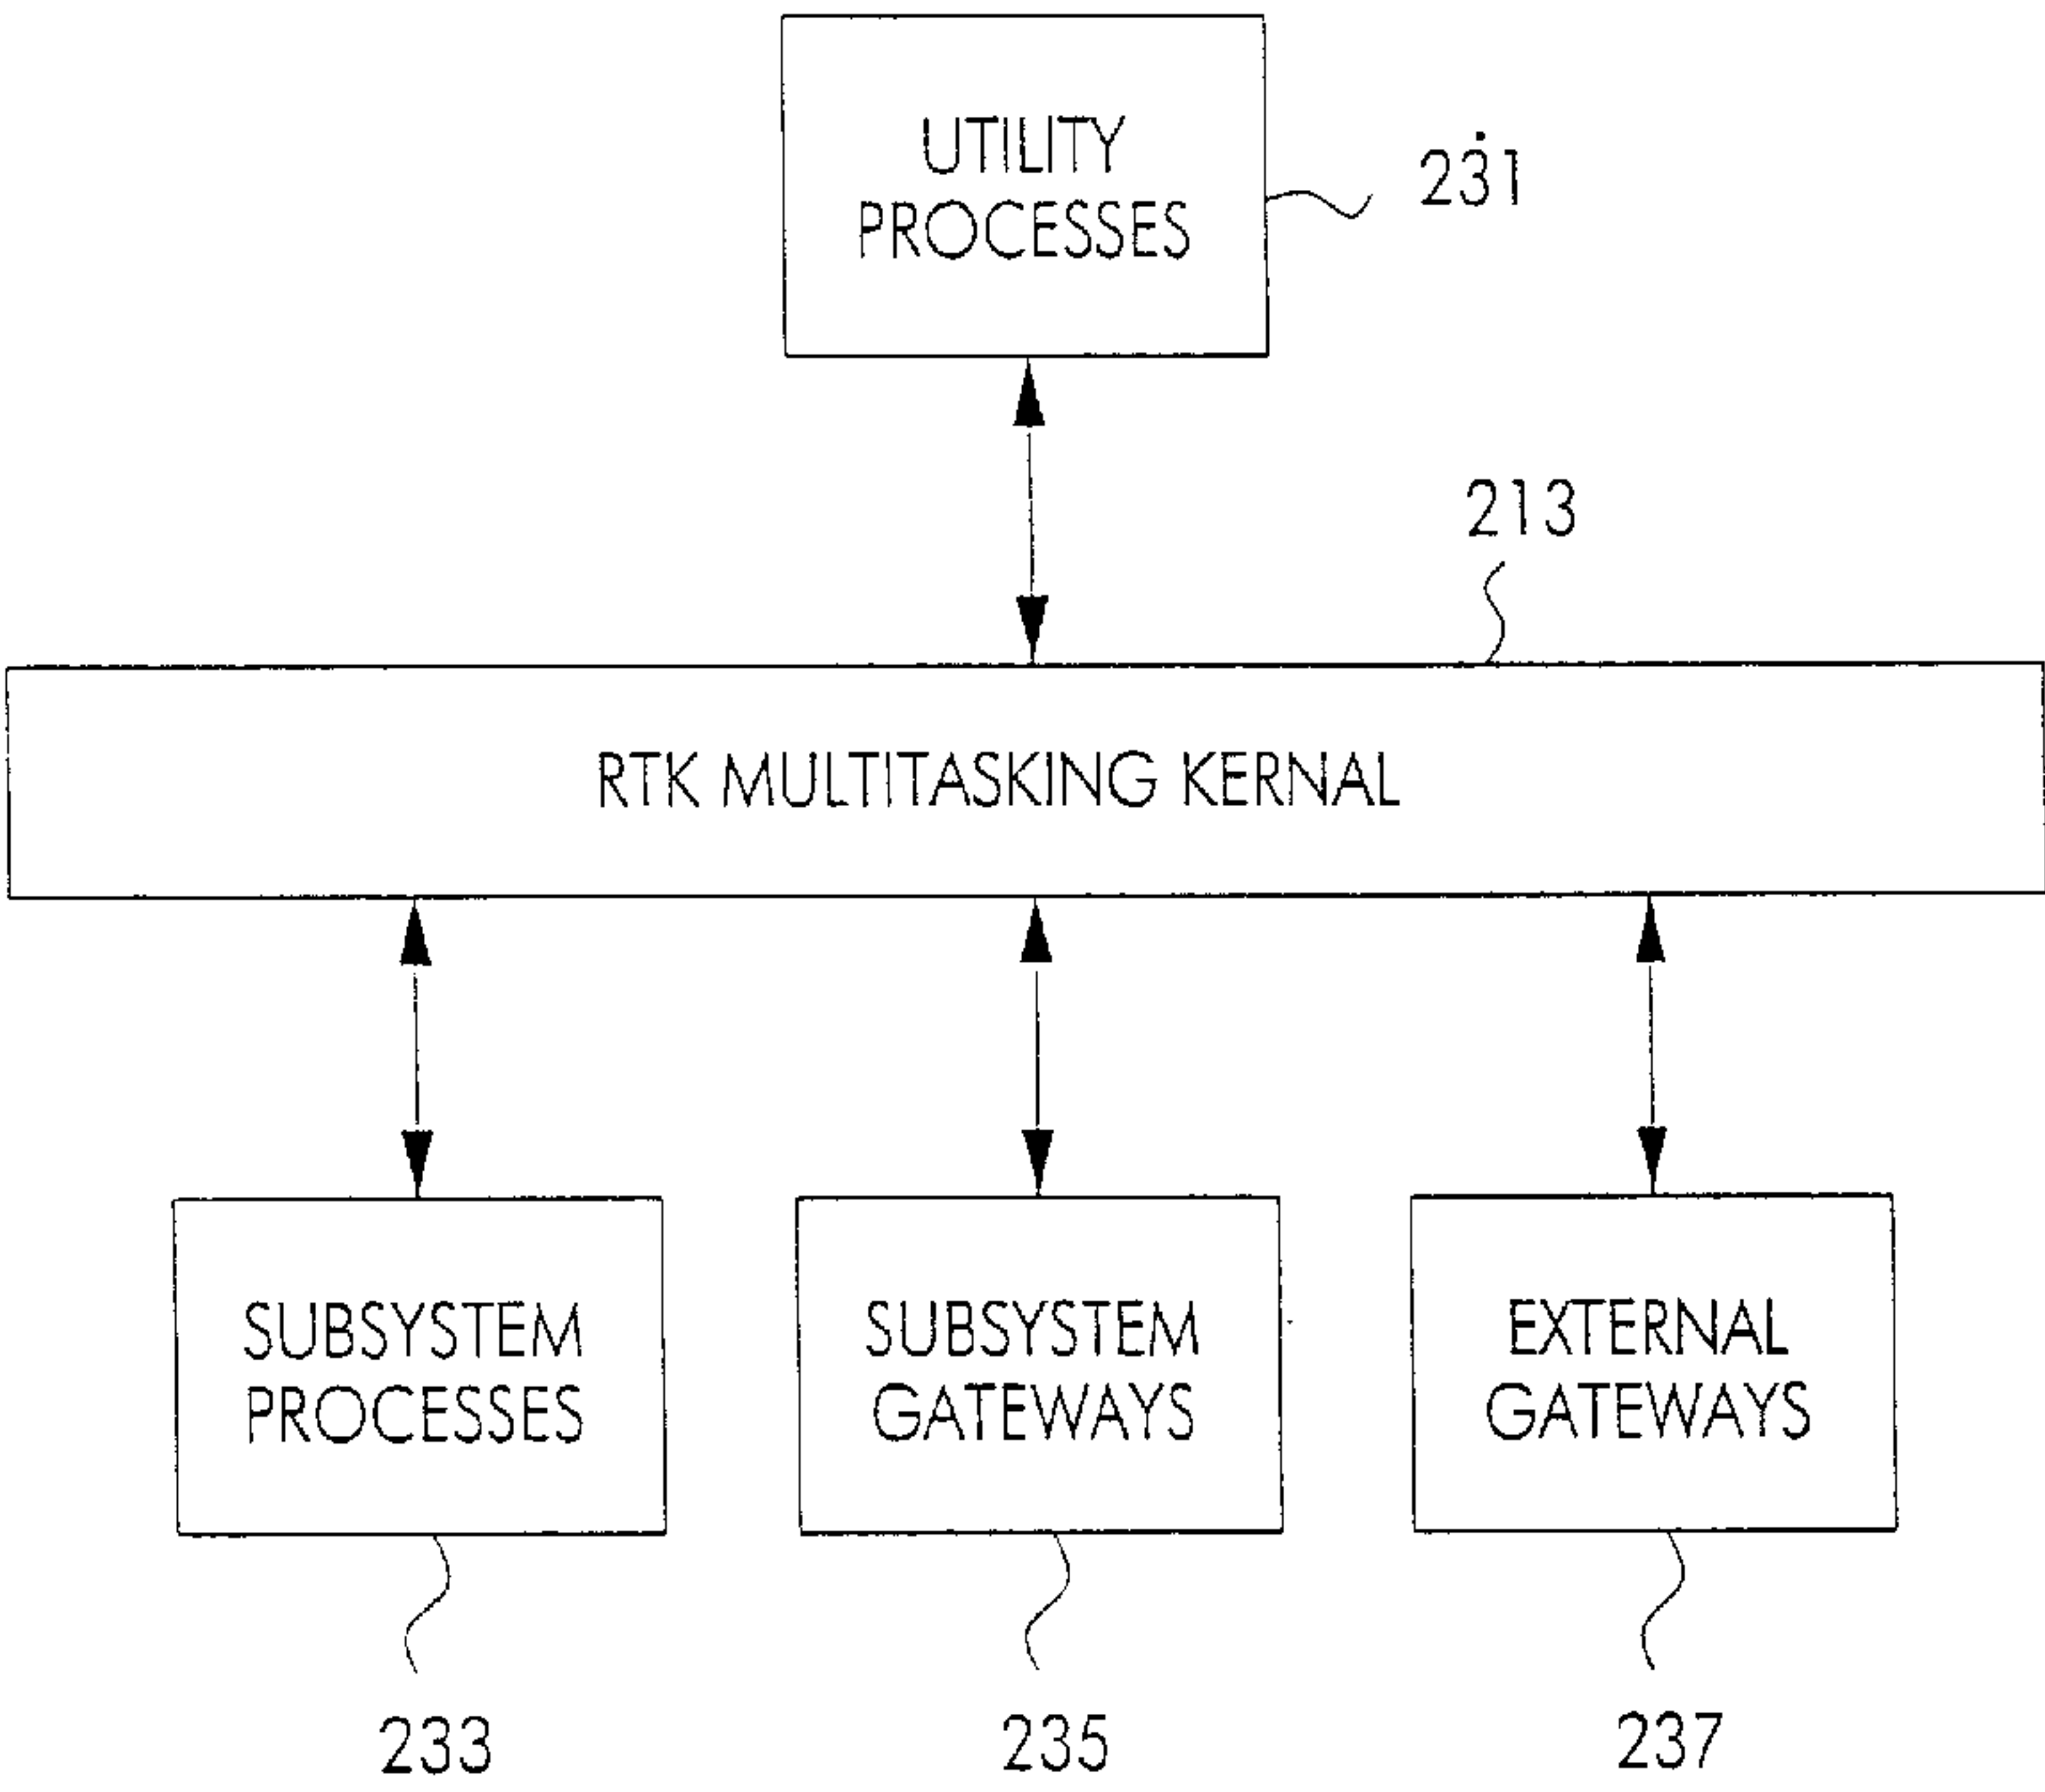 UTILITY
PROCESSES
231
213
RTK MULTITASKING KERNAL
SUBSYSTEM
PROCESSES
SUBSYSTEM
GATEWAYS
EXTERNAL
GATEWAYS
233
235
237